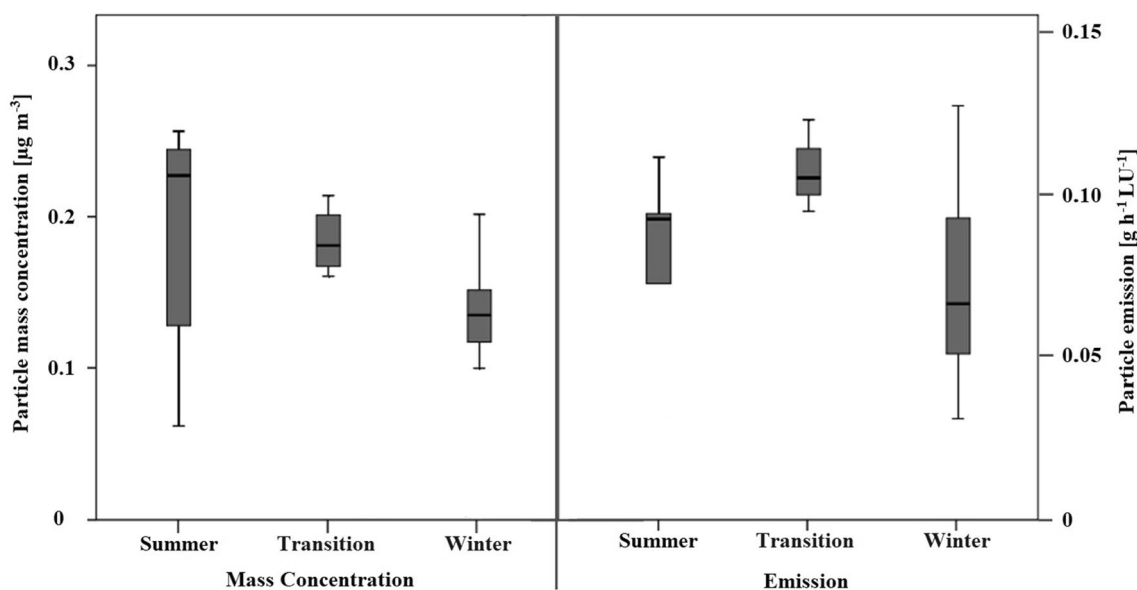 Particle mass concentration [µg m⁻³]
0.3
0.2
0.1
0
Summer
Transition
Winter
Mass Concentration
Summer
Transition
Winter
Emission
0.15
0.10
0.05
0
Particle emission [g h⁻¹ LU⁻¹]